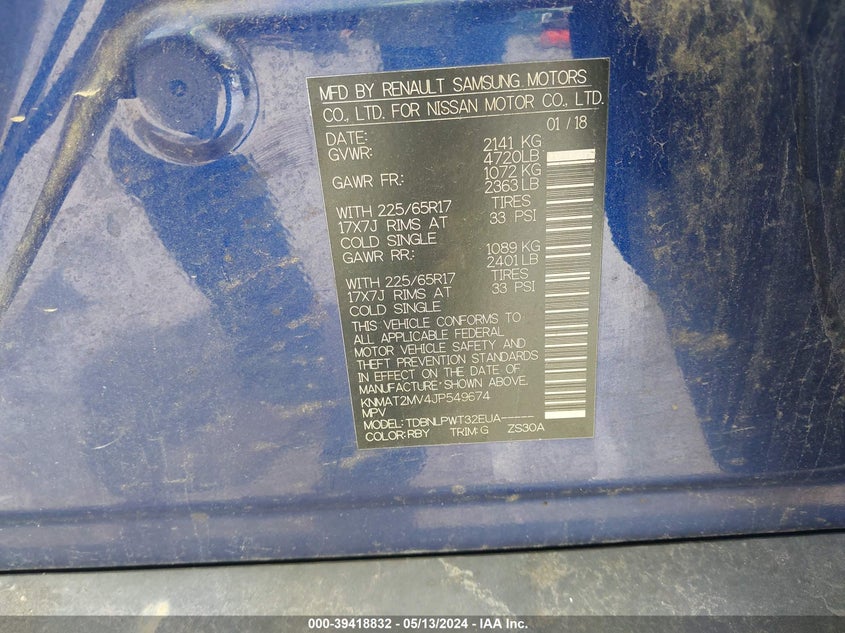 MFD BY RENAULT SAMSUNG MOTORS
CO., LTD. FOR NISSAN MOTOR CO., LTD.
DATE: 01 / 18
GVWR: 2141 KG
4720LB
GAWR FR: 1072 KG
2363LB
WITH 225/65R17 TIRES
17X7J RIMS AT 33 PSI
COLD SINGLE
GAWR RR: 1089 KG
2401LB
WITH 225/65R17 TIRES
17X7J RIMS AT 33 PSI
COLD SINGLE
THIS VEHICLE CONFORMS TO
ALL APPLICABLE FEDERAL
MOTOR VEHICLE SAFETY AND
THEFT PREVENTION STANDARDS
IN EFFECT ON THE DATE OF
MANUFACTURE SHOWN ABOVE.
KNMAT2MV4JP549674
MPV
MODEL: TDBNLPWT32EUA-----
COLOR: RBY TRIM: G ZS30A
000-39418832 - 05/13/2024 - IAA Inc.